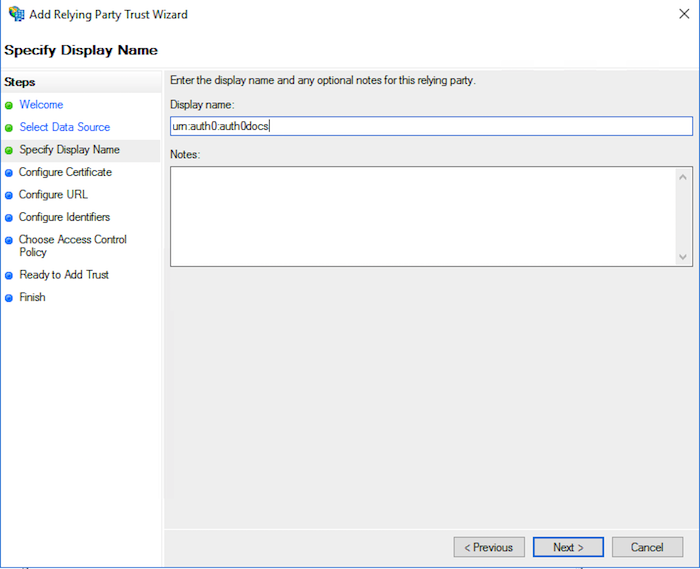 Add Relying Party Trust Wizard
Specify Display Name
Steps
Welcome
Select Data Source
Specify Display Name
Configure Certificate
Configure URL
Configure Identifiers
Choose Access Control
Policy
Ready to Add Trust
Finish
Enter the display name and any optional notes for this relying party.
Display name:
urn:auth0:auth0docs
Notes:
< Previous
Next >
Cancel